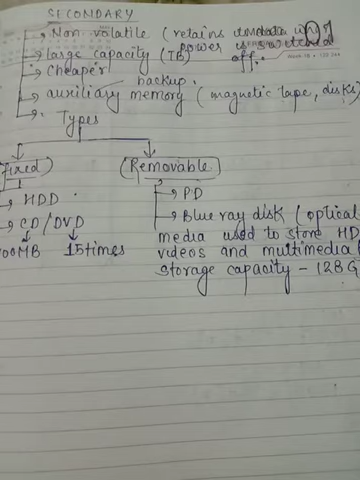 SECONDARY
Non volatile (retains data
power is switched
off.
large capacity (TB)
Cheaper
backup.
auxiliary memory (magnetic tape, disks
Types
Fixed
Removable
HDD
PD
CD/DVD
Blue ray disk (optical
media used to store HD
00MB 15times
videos and multimedia
storage capacity - 128G